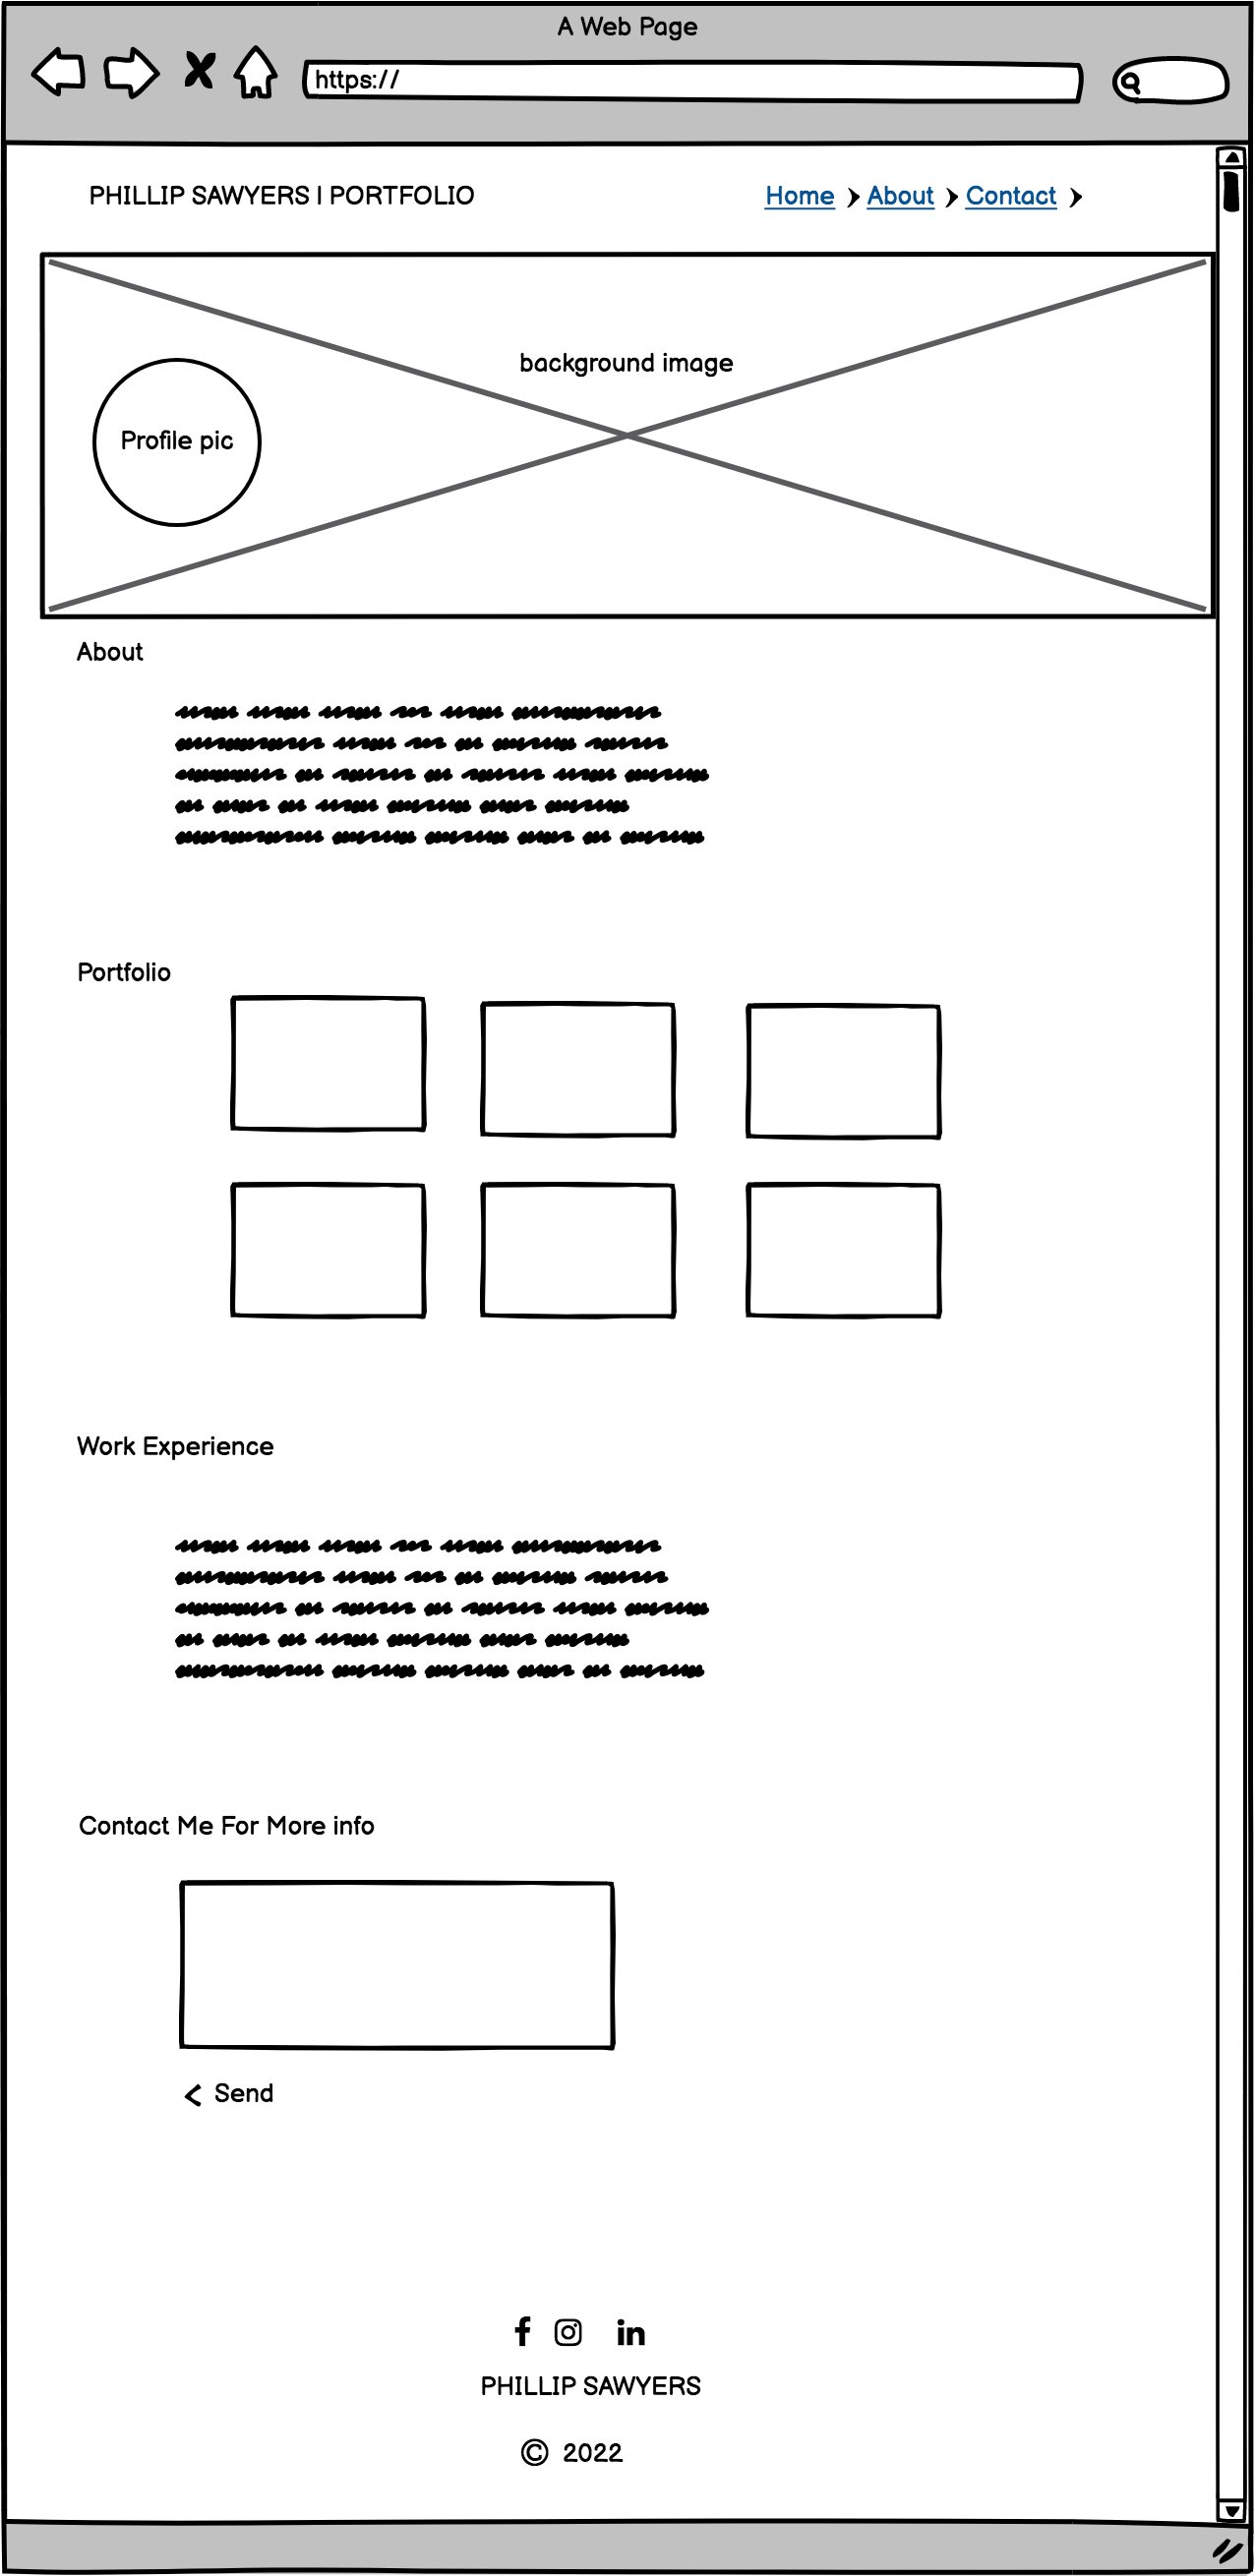 A Web Page
https://
PHILLIP SAWYERS | PORTFOLIO
Home About Contact
background image
Profile pic
About
Portfolio
Work Experience
Contact Me For More info
Send
f in
PHILLIP SAWYERS
© 2022